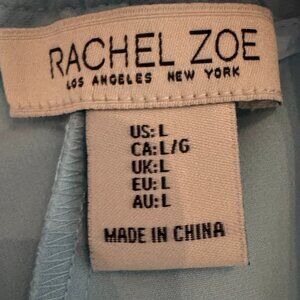 RACHEL ZOE
LOS ANGELES NEW YORK
US: L
CA: L/G
UK: L
EU: L
AU: L
MADE IN CHINA